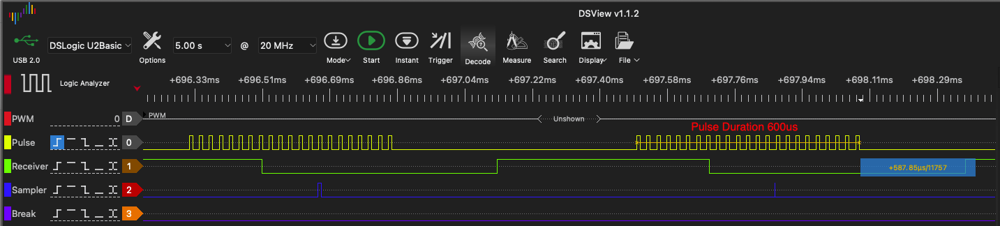 DSView v1.1.2
USB 2.0
DSLogic U2Basic
Options
5.00 s
@
20 MHz
Mode
Start
Instant
Trigger
Decode
Measure
Search
Display
File
Logic Analyzer
+696.33ms +696.51ms +696.69ms +696.86ms +697.04ms +697.22ms +697.40ms +697.58ms +697.76ms +697.94ms +698.11ms +698.29ms
PWM 0 D PWM Unshown
Pulse Duration 600us
Pulse 0
Receiver 1 +587.85µs/11757
Sampler 2
Break 3